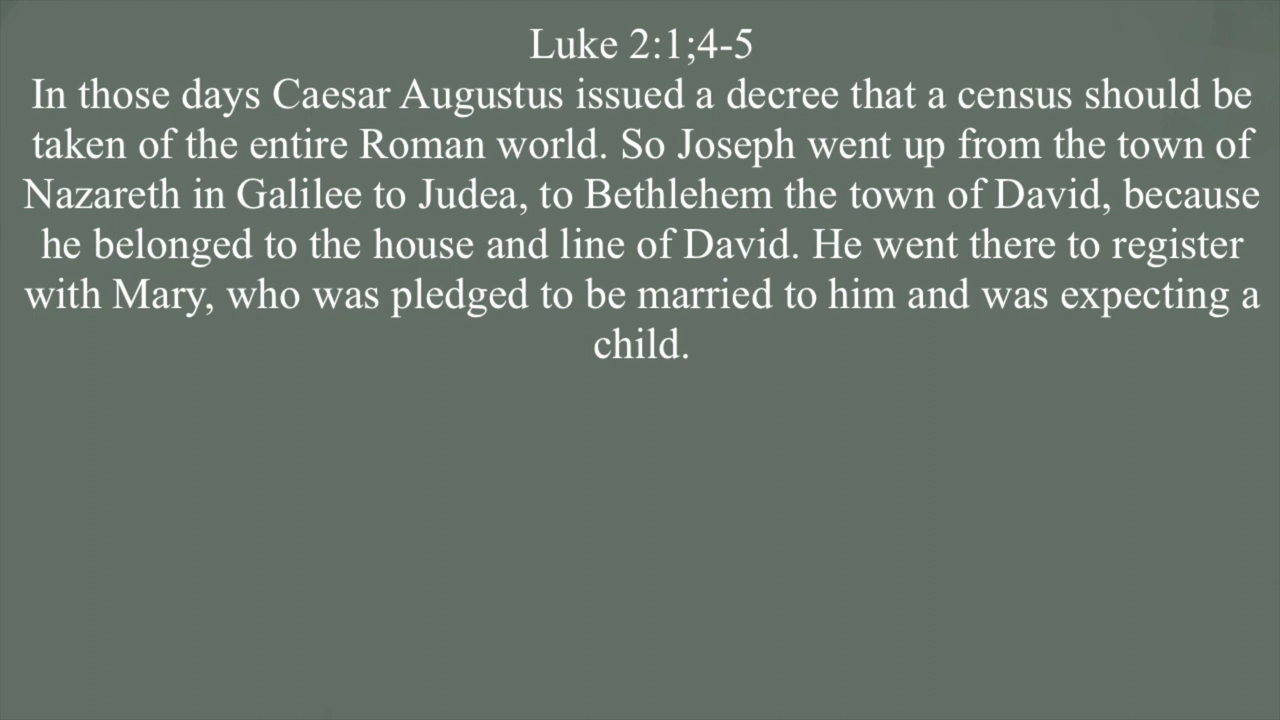 Luke 2:1;4-5
In those days Caesar Augustus issued a decree that a census should be
taken of the entire Roman world. So Joseph went up from the town of
Nazareth in Galilee to Judea, to Bethlehem the town of David, because
he belonged to the house and line of David. He went there to register
with Mary, who was pledged to be married to him and was expecting a
child.